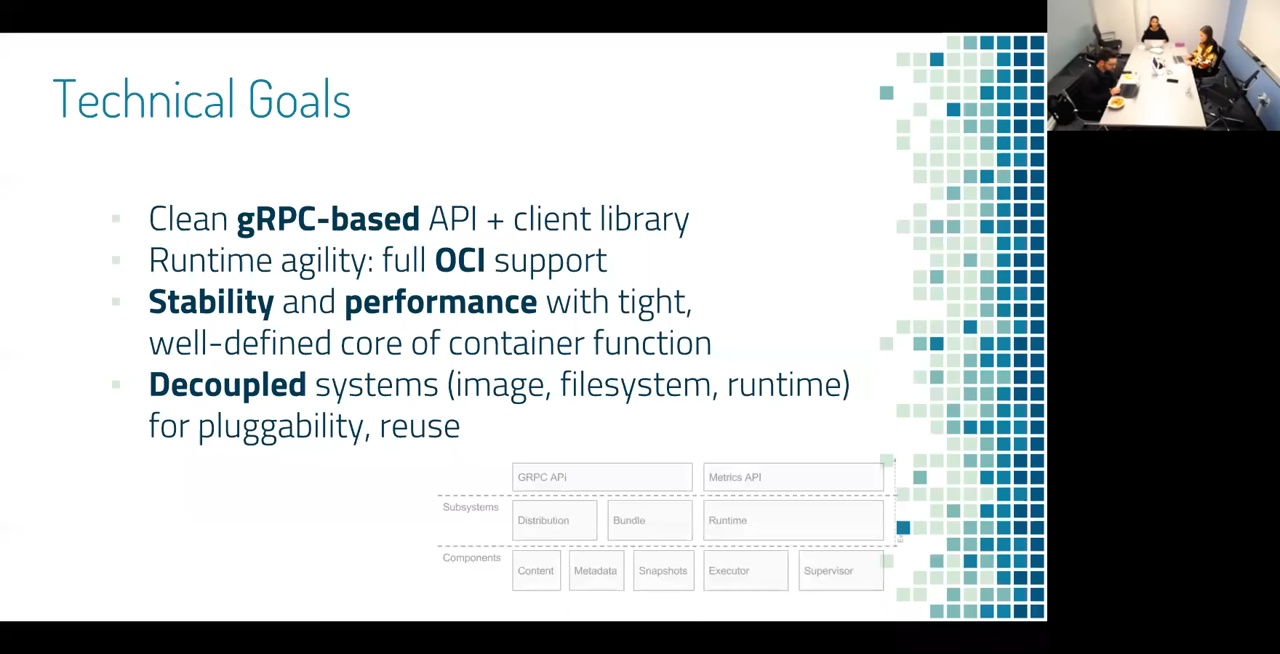 Technical Goals
Clean gRPC-based API + client library
Runtime agility: full OCI support
Stability and performance with tight,
well-defined core of container function
Decoupled systems (image, filesystem, runtime)
for pluggability, reuse
GRPC APi
Metrics API
Subsystems
Distribution
Bundle
Runtime
Components
Content
Metadata
Snapshots
Executor
Supervisor